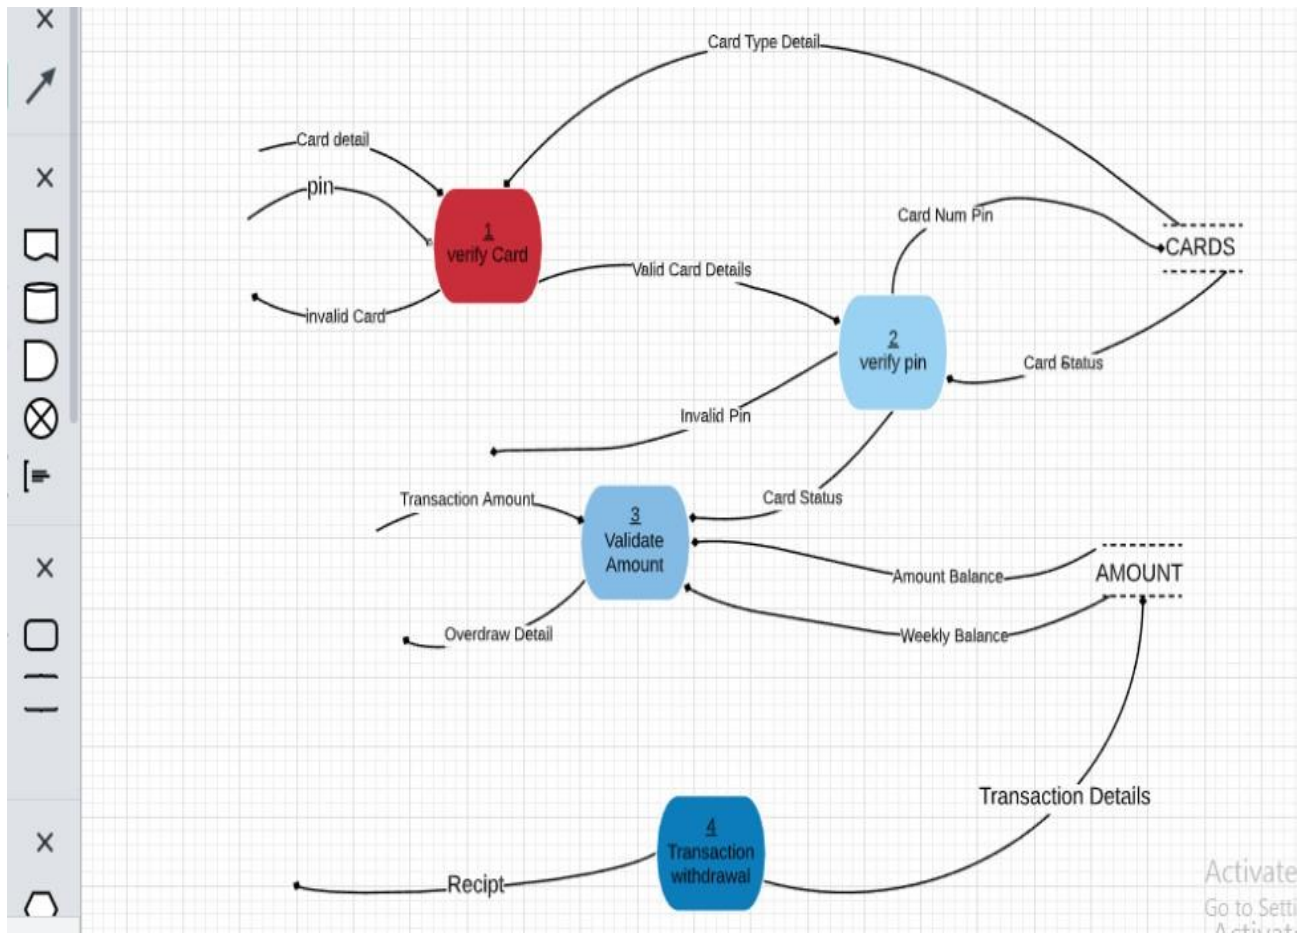 Card Type Detail
Card detail
pin
1
verify Card
invalid Card
Valid Card Details
Card Num Pin
CARDS
2
verify pin
Card Status
Invalid Pin
Card Status
Transaction Amount
3
Validate
Amount
Amount Balance
AMOUNT
Weekly Balance
Overdraw Detail
Transaction Details
4
Transaction
withdrawal
Recipt
Activate
Go to Setti
Activat